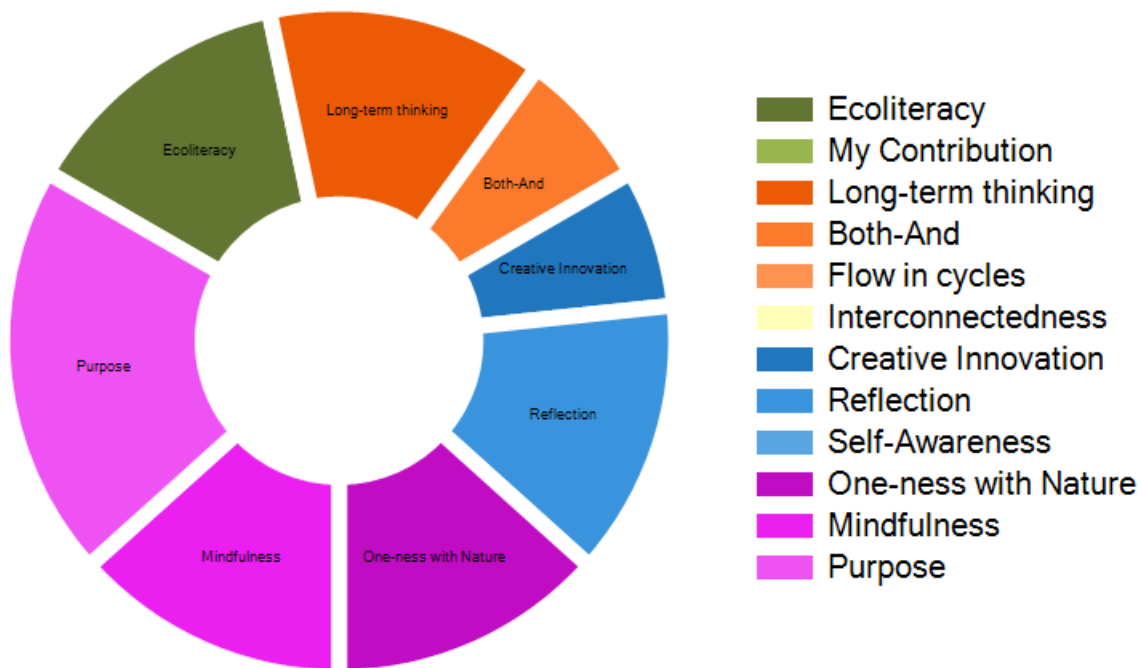 Long-term thinking
Ecoliteracy
Both-And
Creative Innovation
Purpose
Reflection
Mindfulness
One-ness with Nature
Ecoliteracy
My Contribution
Long-term thinking
Both-And
Flow in cycles
Interconnectedness
Creative Innovation
Reflection
Self-Awareness
One-ness with Nature
Mindfulness
Purpose